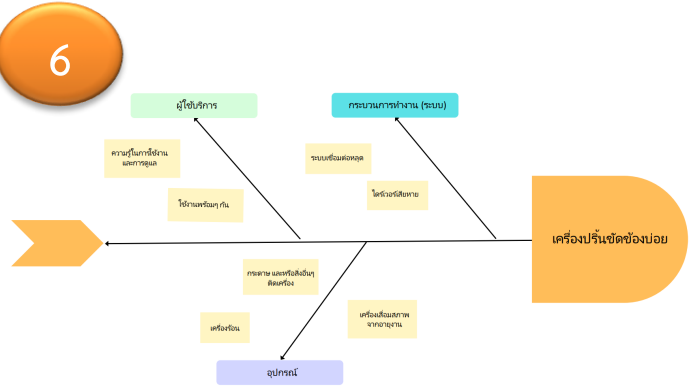 6
ผู้ใช้บริการ
กระบวนการทำงาน (ระบบ)
ความรู้ในการใช้งาน
และการดูแล
ระบบเชื่อมต่อหลุด
ใช้งานพร้อมๆ กัน
ไดร์เวอร์เสียหาย
เครื่องปริ้นขัดข้องบ่อย
กระดาษ และหรือสิ่งอื่นๆ
ติดเครื่อง
เครื่องร้อน
เครื่องเสื่อมสภาพ
จากอายุงาน
อุปกรณ์